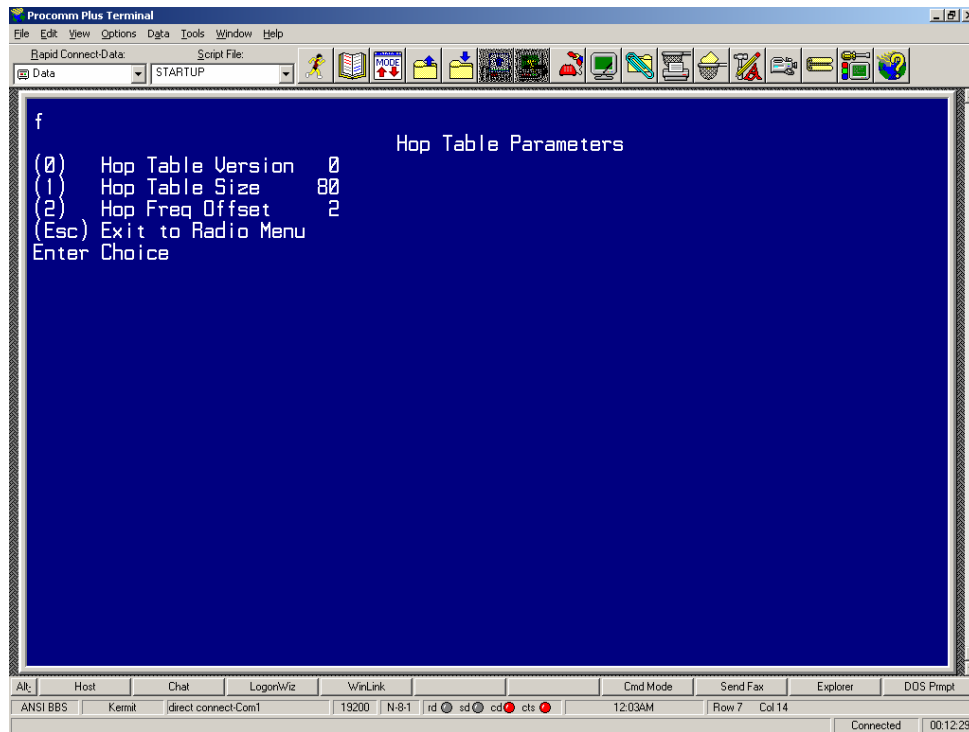 Procomm Plus Terminal
File Edit View Options Data Tools Window Help
Rapid Connect-Data: Script File:
Data STARTUP
MODE
f
Hop Table Parameters
(0) Hop Table Version 0
(1) Hop Table Size 80
(2) Hop Freq Offset 2
(Esc) Exit to Radio Menu
Enter Choice
Alt: Host Chat LogonWiz WinLink Cmd Mode Send Fax Explorer DOS Prmpt
ANSI BBS Kermit direct connect-Com1 19200 N-8-1 rd sd cd cts 12:03AM Row 7 Col 14
Connected 00:12:29